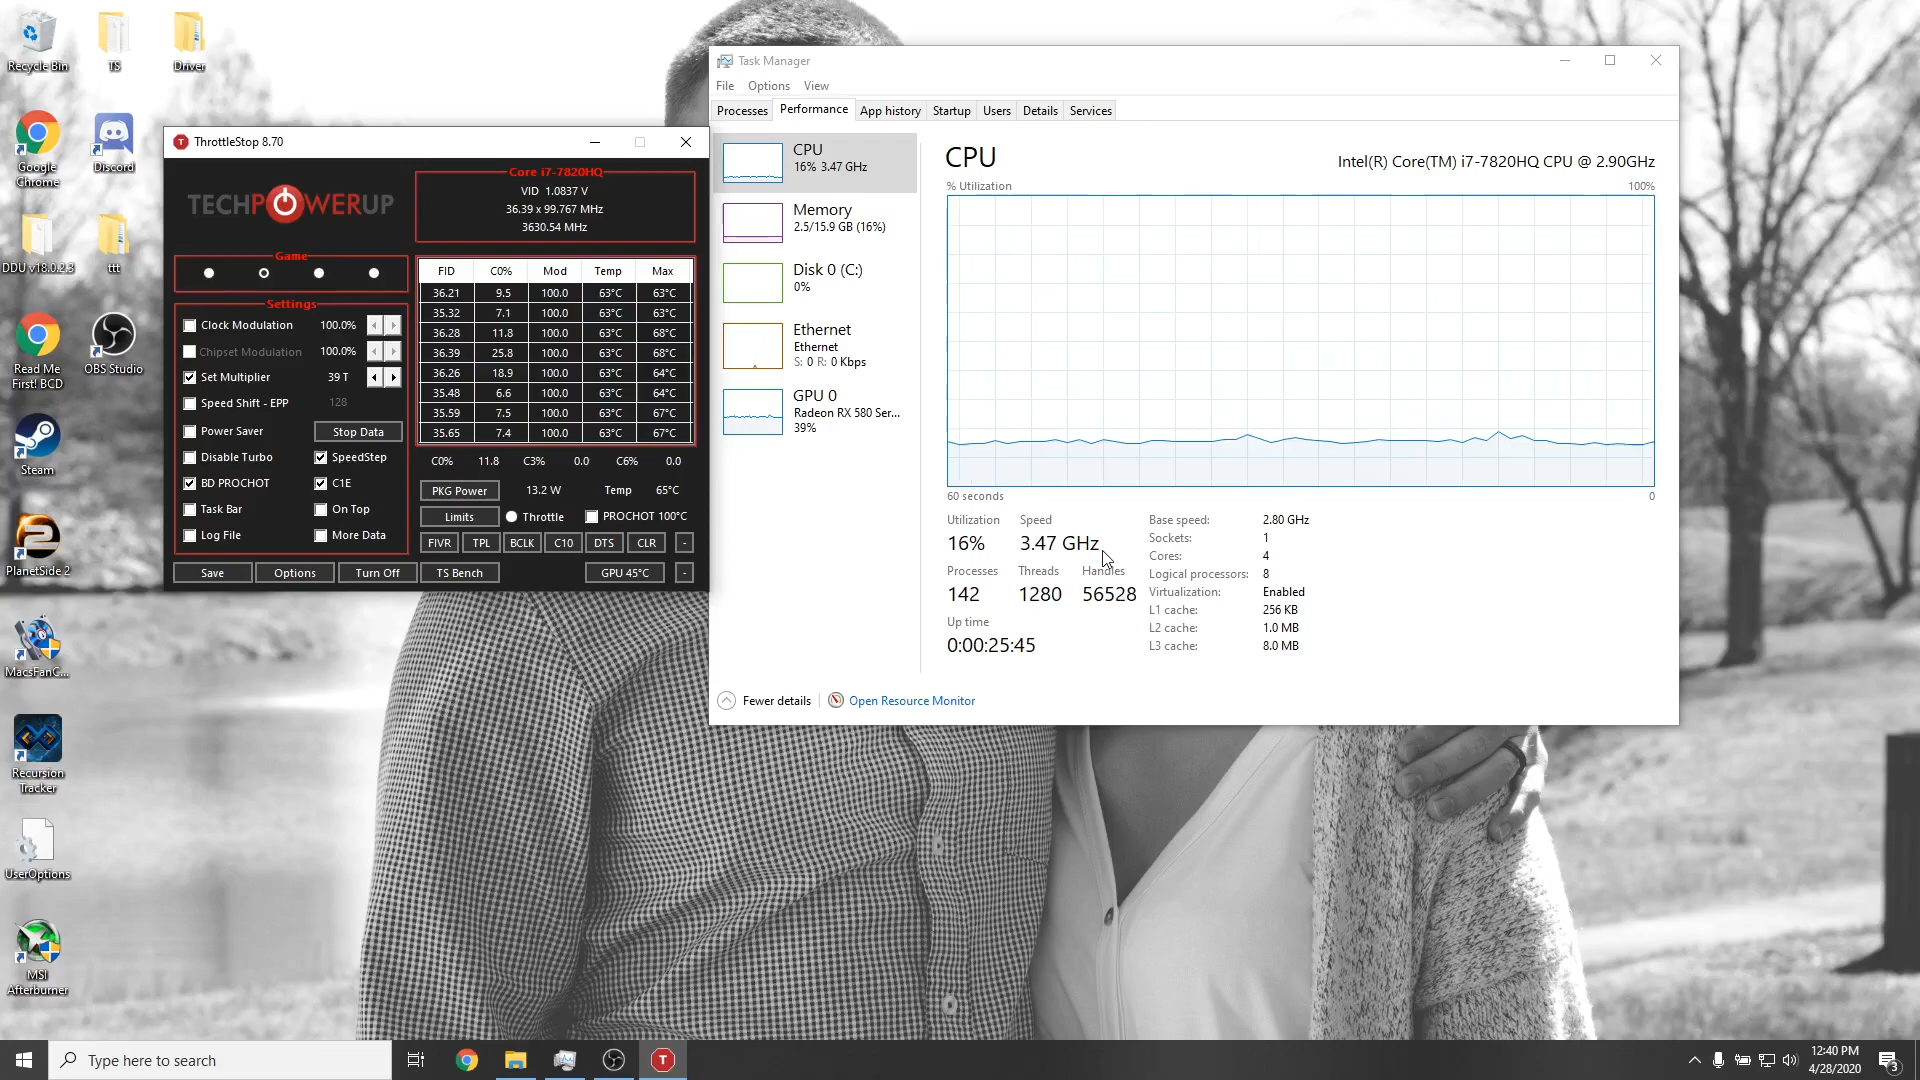 Recycle Bin
TS
Driver
Google Chrome
Discord
DDU v18.0.2.3
ttt
Read Me First! BCD
OBS Studio
Steam
PlanetSide 2
MacsFanC...
Recursion Tracker
UserOptions
MSI Afterburner
T ThrottleStop 8.70
TECHPOWERUP
Core i7-7820HQ
VID 1.0837 V
36.39 x 99.767 MHz
3630.54 MHz
Game
Settings
Clock Modulation 100.0%
Chipset Modulation 100.0%
Set Multiplier 39 T
Speed Shift - EPP 128
Power Saver Stop Data
Disable Turbo SpeedStep
BD PROCHOT C1E
Task Bar On Top
Log File More Data
FID C0% Mod Temp Max
36.21 9.5 100.0 63°C 63°C
35.32 7.1 100.0 63°C 63°C
36.28 11.8 100.0 63°C 68°C
36.39 25.8 100.0 63°C 68°C
36.26 18.9 100.0 63°C 64°C
35.48 6.6 100.0 63°C 64°C
35.59 7.5 100.0 63°C 67°C
35.65 7.4 100.0 63°C 67°C
C0% 11.8 C3% 0.0 C6% 0.0
PKG Power 13.2 W Temp 65°C
Limits Throttle PROCHOT 100°C
FIVR TPL BCLK C10 DTS CLR -
Save Options Turn Off TS Bench GPU 45°C -
Task Manager
File Options View
Processes Performance App history Startup Users Details Services
CPU
16% 3.47 GHz
Memory
2.5/15.9 GB (16%)
Disk 0 (C:)
0%
Ethernet
Ethernet
S: 0 R: 0 Kbps
GPU 0
Radeon RX 580 Ser...
39%
CPU Intel(R) Core(TM) i7-7820HQ CPU @ 2.90GHz
% Utilization 100%
60 seconds 0
Utilization Speed
16% 3.47 GHz
Processes Threads Handles
142 1280 56528
Up time
0:00:25:45
Base speed: 2.80 GHz
Sockets: 1
Cores: 4
Logical processors: 8
Virtualization: Enabled
L1 cache: 256 KB
L2 cache: 1.0 MB
L3 cache: 8.0 MB
Fewer details Open Resource Monitor
Type here to search
T
12:40 PM
4/28/2020
3